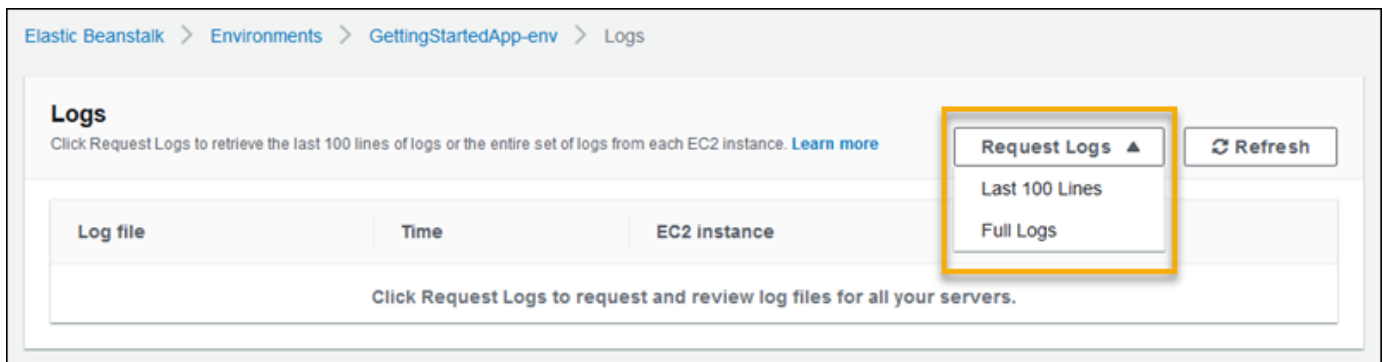 Elastic Beanstalk > Environments > GettingStartedApp-env > Logs
Logs
Click Request Logs to retrieve the last 100 lines of logs or the entire set of logs from each EC2 instance. Learn more
Request Logs ▲
Refresh
Last 100 Lines
Full Logs
Log file
Time
EC2 instance
Click Request Logs to request and review log files for all your servers.